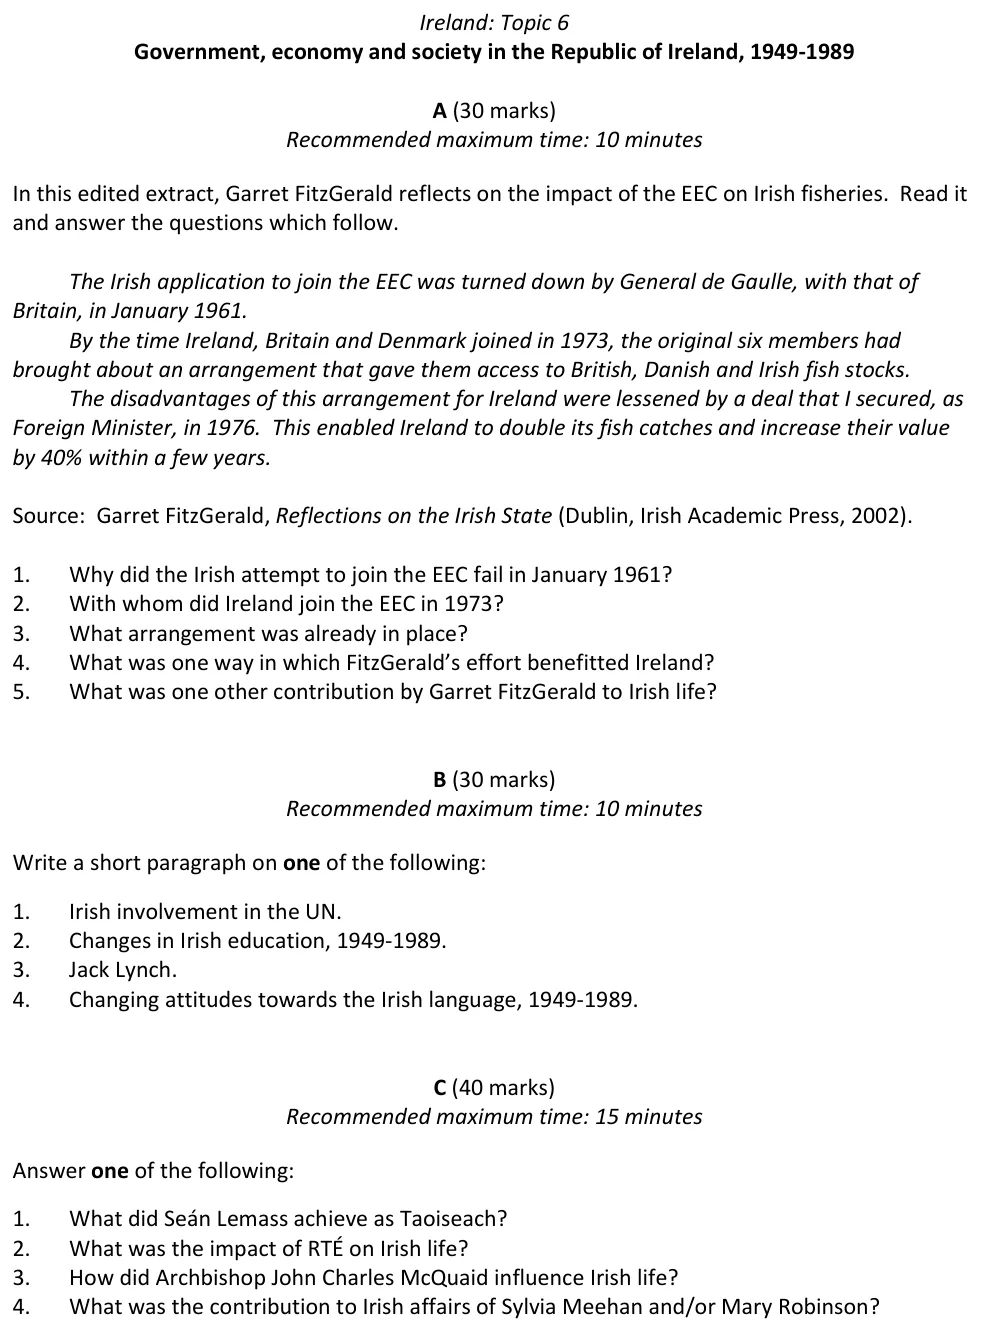 Ireland: Topic 6
Government, economy and society in the Republic of Ireland, 1949-1989
A (30 marks)
Recommended maximum time: 10 minutes
In this edited extract, Garret FitzGerald reflects on the impact of the EEC on Irish fisheries.  Read it
and answer the questions which follow.
The Irish application to join the EEC was turned down by General de Gaulle, with that of
Britain, in January 1961.
By the time Ireland, Britain and Denmark joined in 1973, the original six members had
brought about an arrangement that gave them access to British, Danish and Irish fish stocks.
The disadvantages of this arrangement for Ireland were lessened by a deal that I secured, as
Foreign Minister, in 1976.  This enabled Ireland to double its fish catches and increase their value
by 40% within a few years.
Source:  Garret FitzGerald, Reflections on the Irish State (Dublin, Irish Academic Press, 2002).
1. Why did the Irish attempt to join the EEC fail in January 1961?
2. With whom did Ireland join the EEC in 1973?
3. What arrangement was already in place?
4. What was one way in which FitzGerald's effort benefitted Ireland?
5. What was one other contribution by Garret FitzGerald to Irish life?
B (30 marks)
Recommended maximum time: 10 minutes
Write a short paragraph on one of the following:
1. Irish involvement in the UN.
2. Changes in Irish education, 1949-1989.
3. Jack Lynch.
4. Changing attitudes towards the Irish language, 1949-1989.
C (40 marks)
Recommended maximum time: 15 minutes
Answer one of the following:
1. What did Seán Lemass achieve as Taoiseach?
2. What was the impact of RTÉ on Irish life?
3. How did Archbishop John Charles McQuaid influence Irish life?
4. What was the contribution to Irish affairs of Sylvia Meehan and/or Mary Robinson?